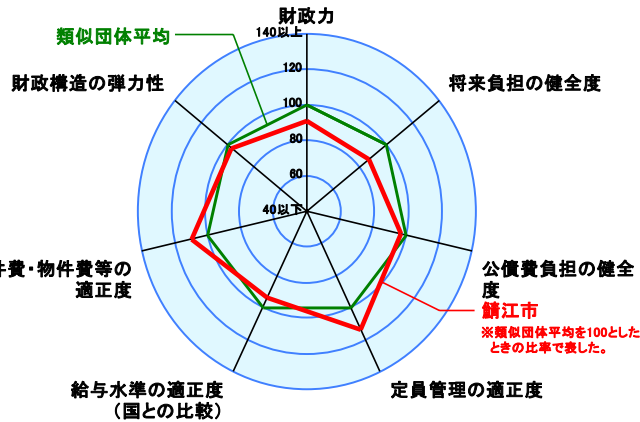 財政力
140以上
類似団体平均
120
財政構造の弾力性
将来負担の健全度
100
80
60
40以下
件費・物件費等の
適正度
公債費負担の健全
度
鯖江市
※類似団体平均を100とした
ときの比率で表した。
給与水準の適正度
（国との比較）
定員管理の適正度